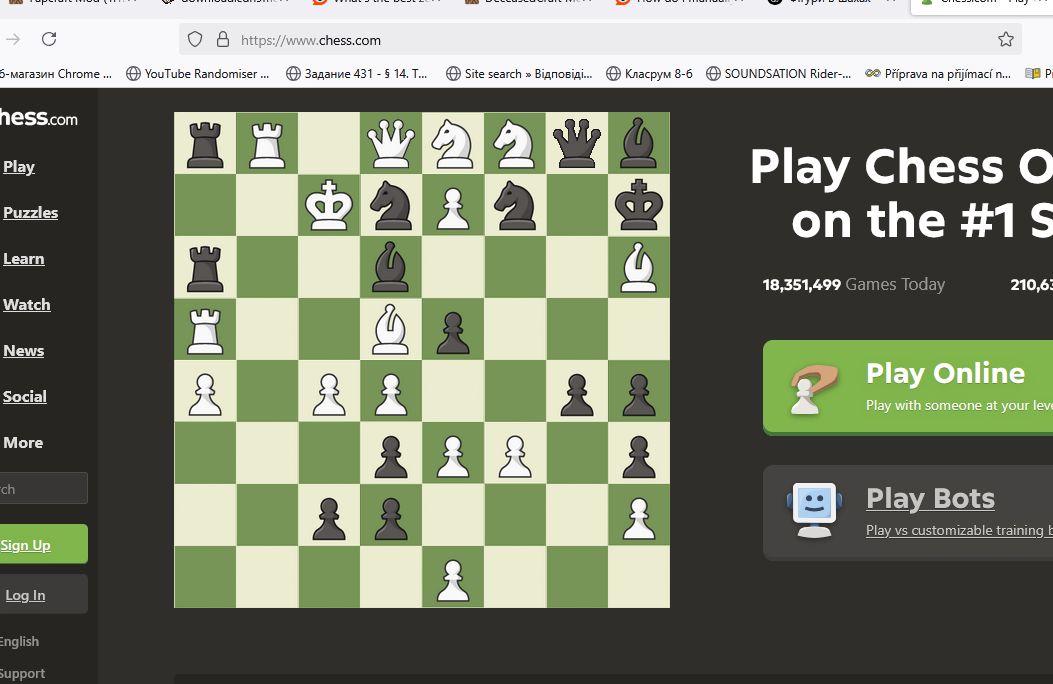 https://www.chess.com
б-магазин Chrome ... YouTube Randomiser ... Задание 431 - § 14. Т... Site search » Відповіді... Класрум 8-б SOUNDSATION Rider-... Příprava na přijímací n...
hess.com
Play
Puzzles
Learn
Watch
News
Social
More
rch
Sign Up
Log In
English
Support
Play Chess O
on the #1 S
18,351,499 Games Today 210,63
Play Online
Play with someone at your leve
Play Bots
Play vs customizable training b